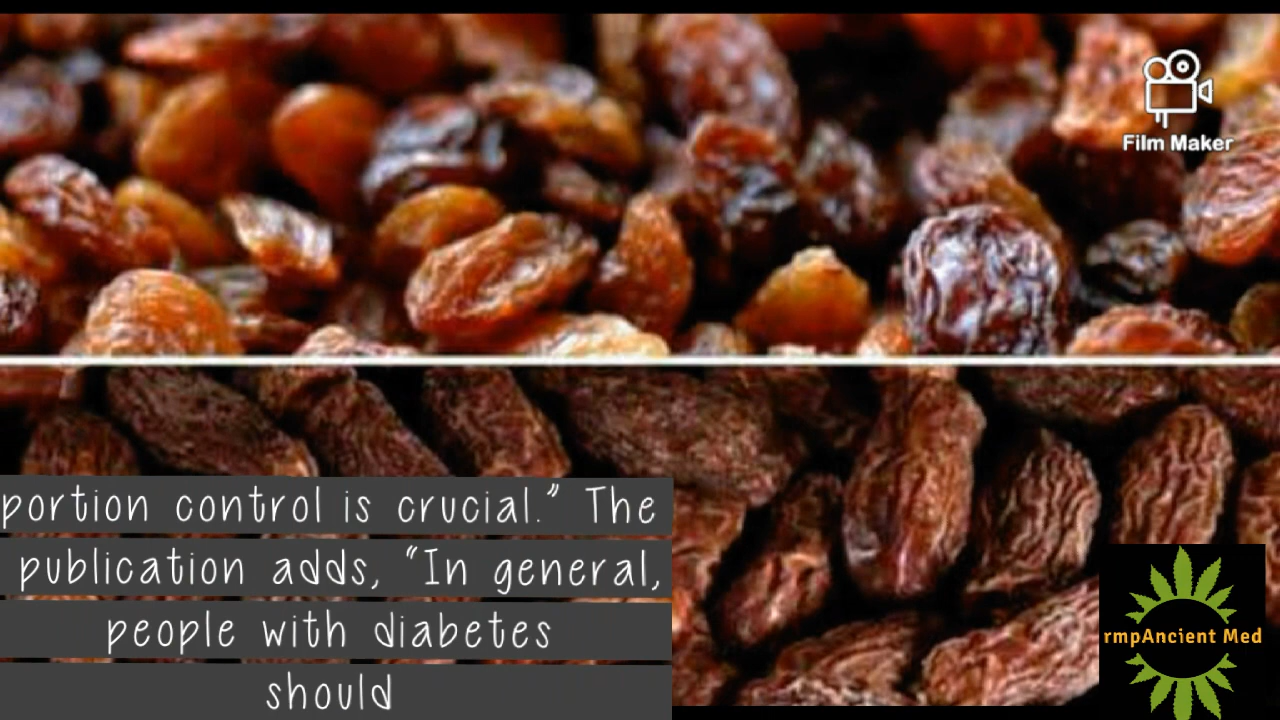 Film Maker
portion control is crucial.” The
publication adds, “In general,
people with diabetes
should
rmpAncient Med